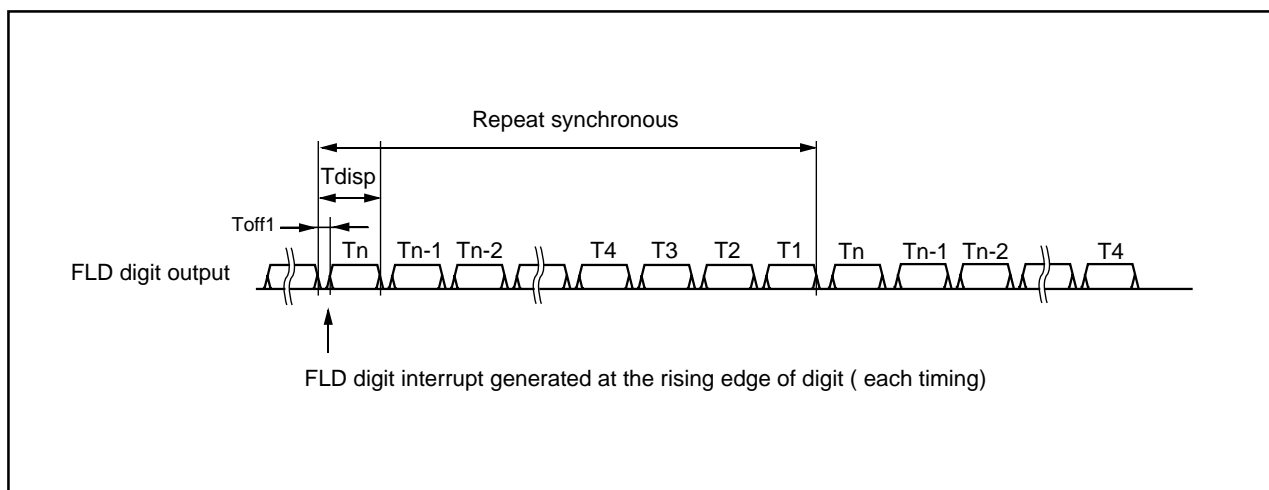 Repeat synchronous
Tdisp
Toff1
Tn Tn-1 Tn-2 T4 T3 T2 T1 Tn Tn-1 Tn-2 T4
FLD digit output
FLD digit interrupt generated at the rising edge of digit ( each timing)